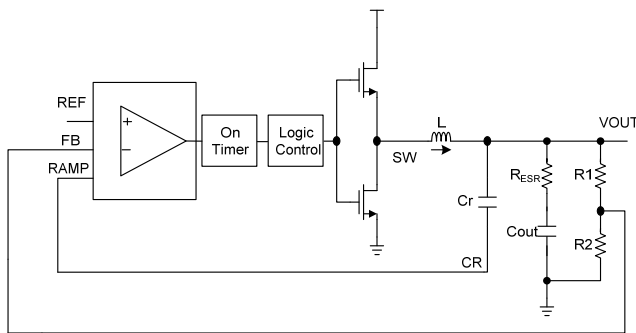 REF
FB
RAMP
+
−
On
Timer
Logic
Control
SW
L
VOUT
Cr
CR
RESR
Cout
R1
R2